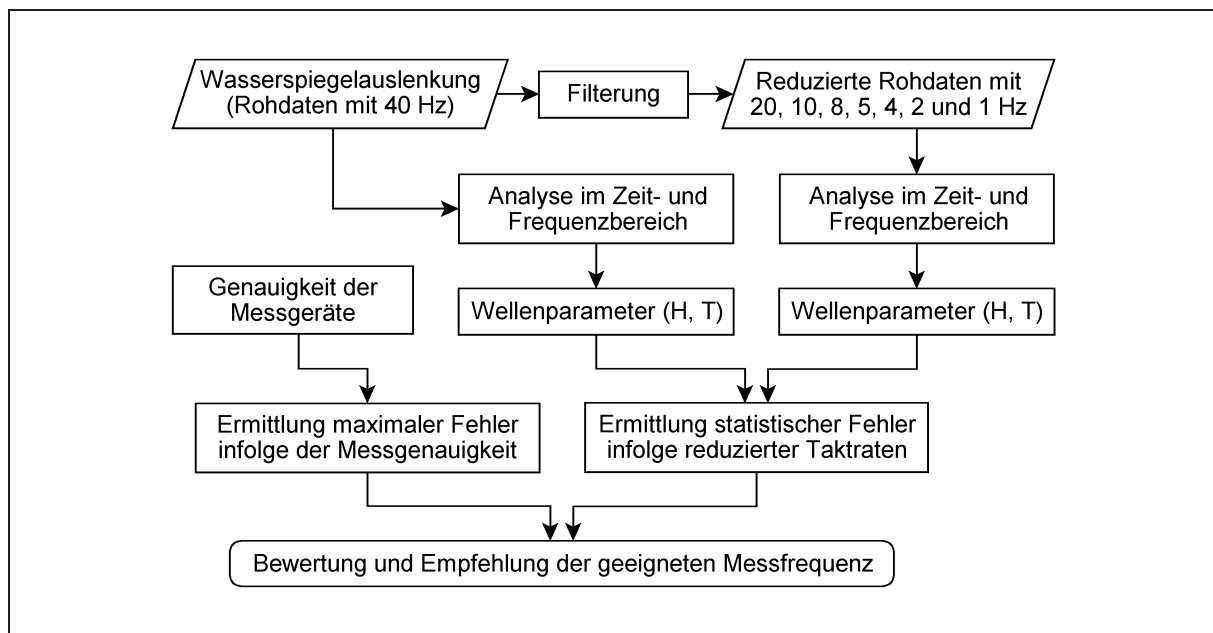 Wasserspiegelauslenkung
(Rohdaten mit 40 Hz)
Filterung
Reduzierte Rohdaten mit
20, 10, 8, 5, 4, 2 und 1 Hz
Analyse im Zeit- und
Frequenzbereich
Analyse im Zeit- und
Frequenzbereich
Genauigkeit der
Messgeräte
Wellenparameter (H, T)
Wellenparameter (H, T)
Ermittlung maximaler Fehler
infolge der Messgenauigkeit
Ermittlung statistischer Fehler
infolge reduzierter Taktraten
Bewertung und Empfehlung der geeigneten Messfrequenz